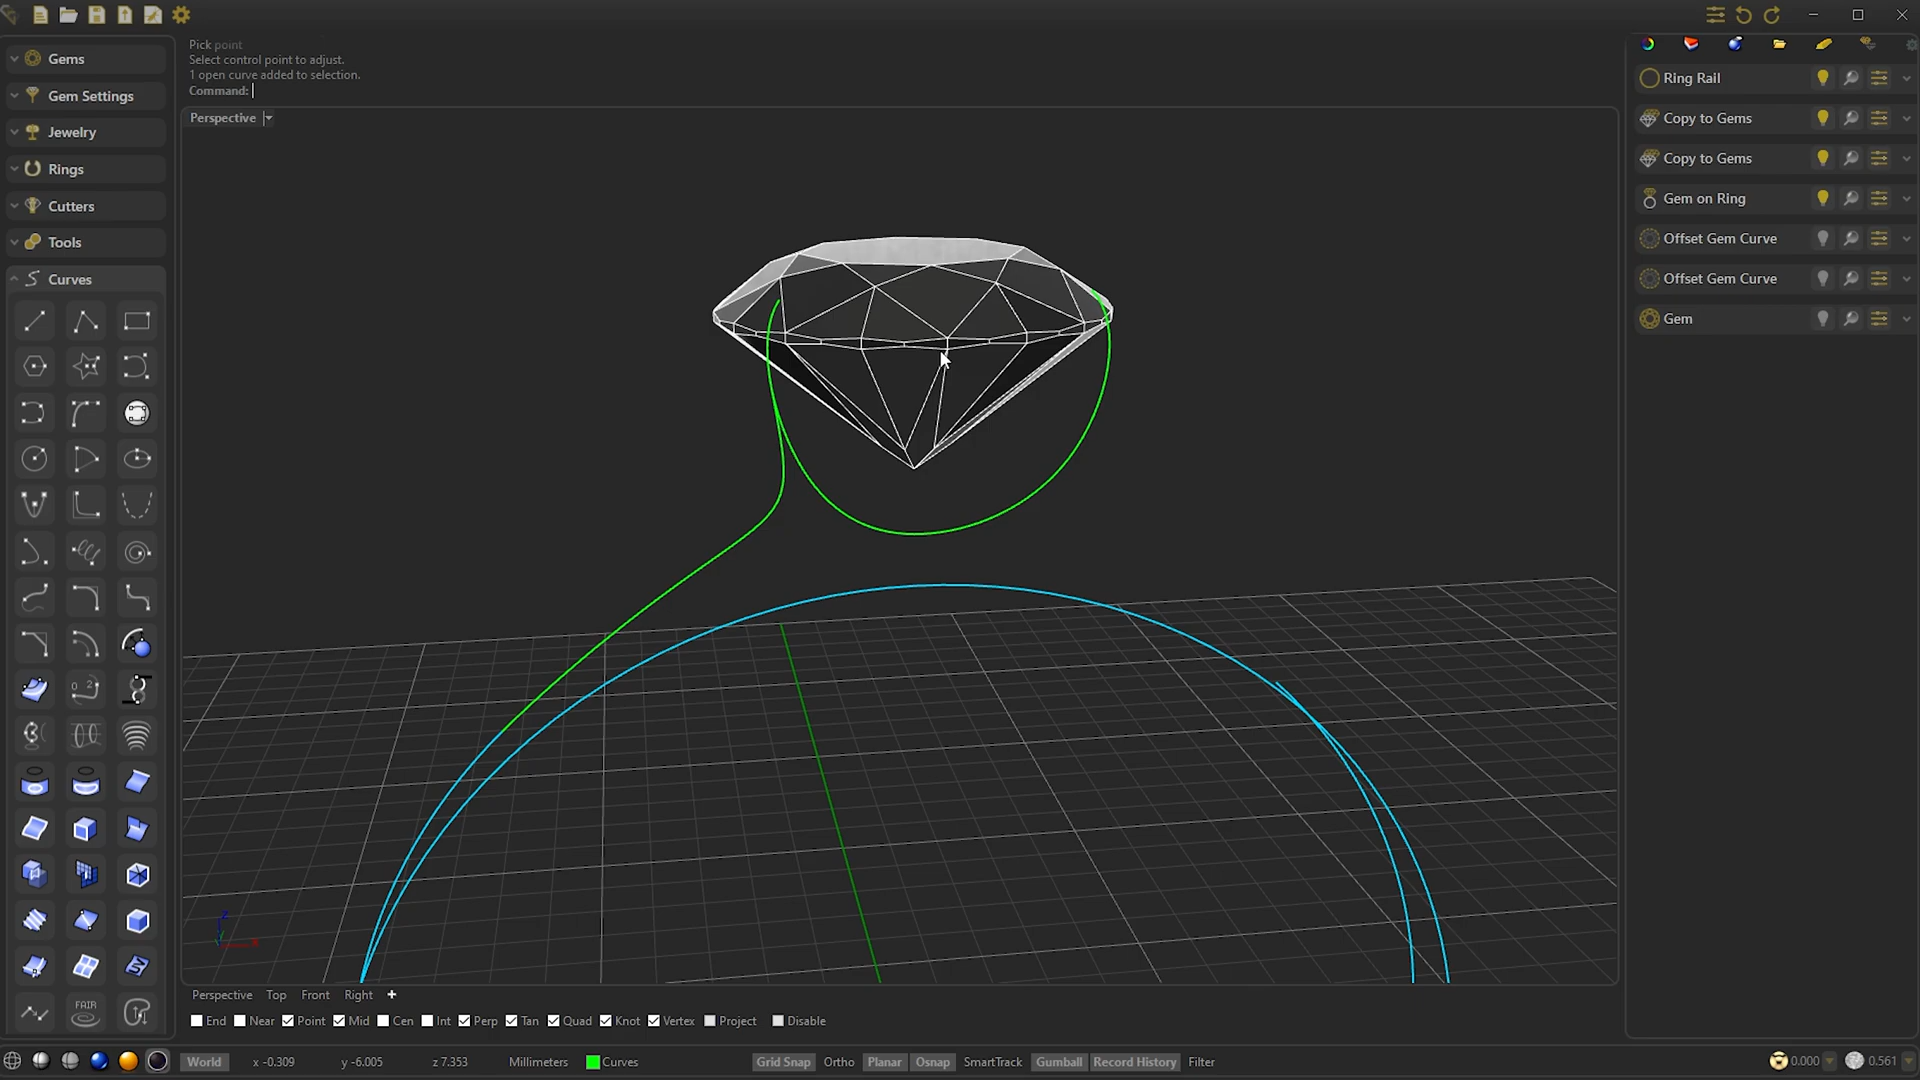 Pick point
Select control point to adjust.
1 open curve added to selection.
Command:
Perspective
Gems
Gem Settings
Jewelry
Rings
Cutters
Tools
Curves
FAIR
Ring Rail
Copy to Gems
Copy to Gems
Gem on Ring
Offset Gem Curve
Offset Gem Curve
Gem
Perspective Top Front Right +
End Near Point Mid Cen Int Perp Tan Quad Knot Vertex Project Disable
World x -0.309 y -6.005 z 7.353 Millimeters Curves Grid Snap Ortho Planar Osnap SmartTrack Gumball Record History Filter 0.000 0.561